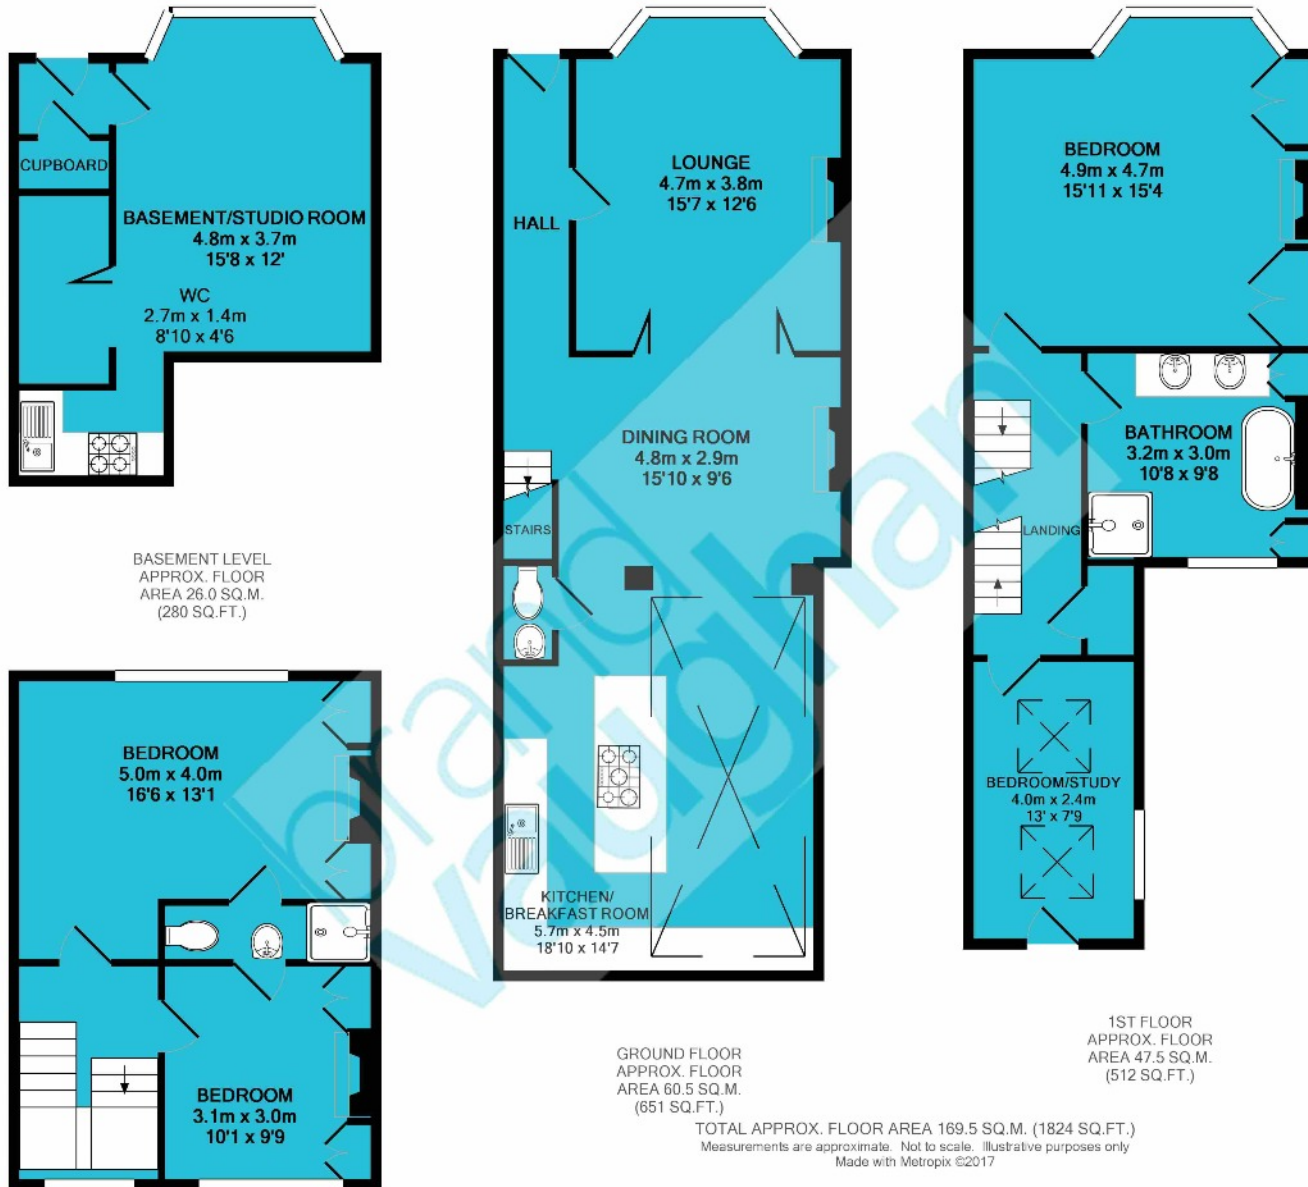 CUPBOARD
BASEMENT/STUDIO ROOM
4.8m x 3.7m
15'8 x 12'
WC
2.7m x 1.4m
8'10 x 4'6
BASEMENT LEVEL
APPROX. FLOOR
AREA 26.0 SQ.M.
(280 SQ.FT.)
BEDROOM
5.0m x 4.0m
16'6 x 13'1
BEDROOM
3.1m x 3.0m
10'1 x 9'9
LOUNGE
4.7m x 3.8m
15'7 x 12'6
HALL
DINING ROOM
4.8m x 2.9m
15'10 x 9'6
STAIRS
KITCHEN/
BREAKFAST ROOM
5.7m x 4.5m
18'10 x 14'7
GROUND FLOOR
APPROX. FLOOR
AREA 60.5 SQ.M.
(651 SQ.FT.)
BEDROOM
4.9m x 4.7m
15'11 x 15'4
BATHROOM
3.2m x 3.0m
10'8 x 9'8
LANDING
BEDROOM/STUDY
4.0m x 2.4m
13' x 7'9
1ST FLOOR
APPROX. FLOOR
AREA 47.5 SQ.M.
(512 SQ.FT.)
TOTAL APPROX. FLOOR AREA 169.5 SQ.M. (1824 SQ.FT.)
Measurements are approximate. Not to scale. Illustrative purposes only
Made with Metropix ©2017
brand
vaughan